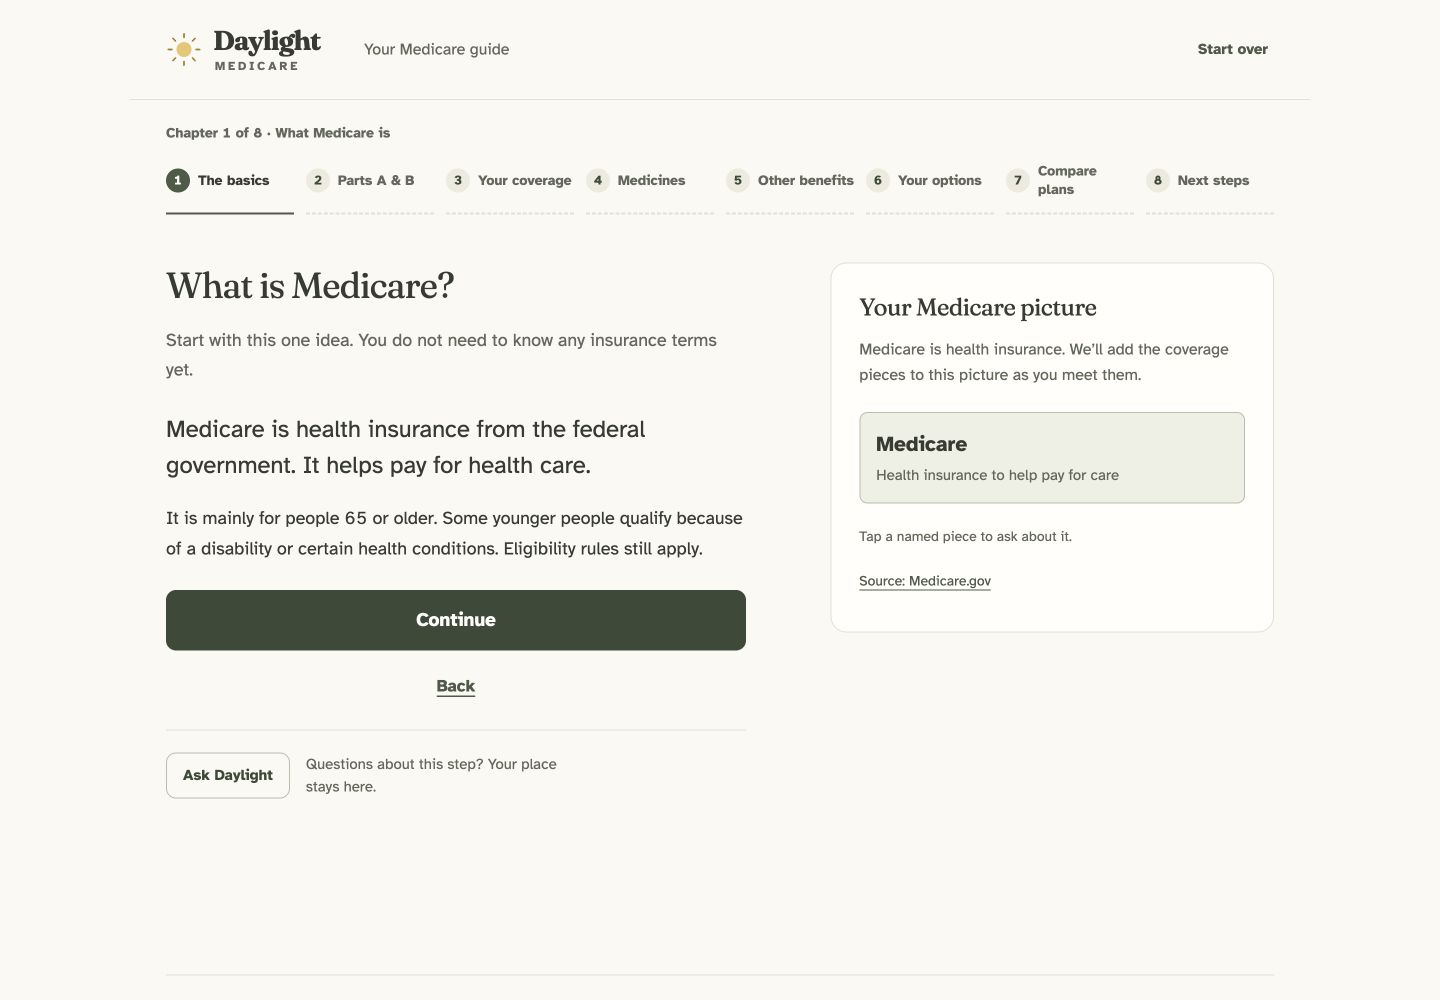 Daylight
MEDICARE
Your Medicare guide
Start over
Chapter 1 of 8 · What Medicare is
1 The basics
2 Parts A & B
3 Your coverage
4 Medicines
5 Other benefits
6 Your options
7 Compare
plans
8 Next steps
What is Medicare?
Start with this one idea. You do not need to know any insurance terms
yet.
Medicare is health insurance from the federal
government. It helps pay for health care.
It is mainly for people 65 or older. Some younger people qualify because
of a disability or certain health conditions. Eligibility rules still apply.
Continue
Back
Ask Daylight
Questions about this step? Your place
stays here.
Your Medicare picture
Medicare is health insurance. We’ll add the coverage
pieces to this picture as you meet them.
Medicare
Health insurance to help pay for care
Tap a named piece to ask about it.
Source: Medicare.gov